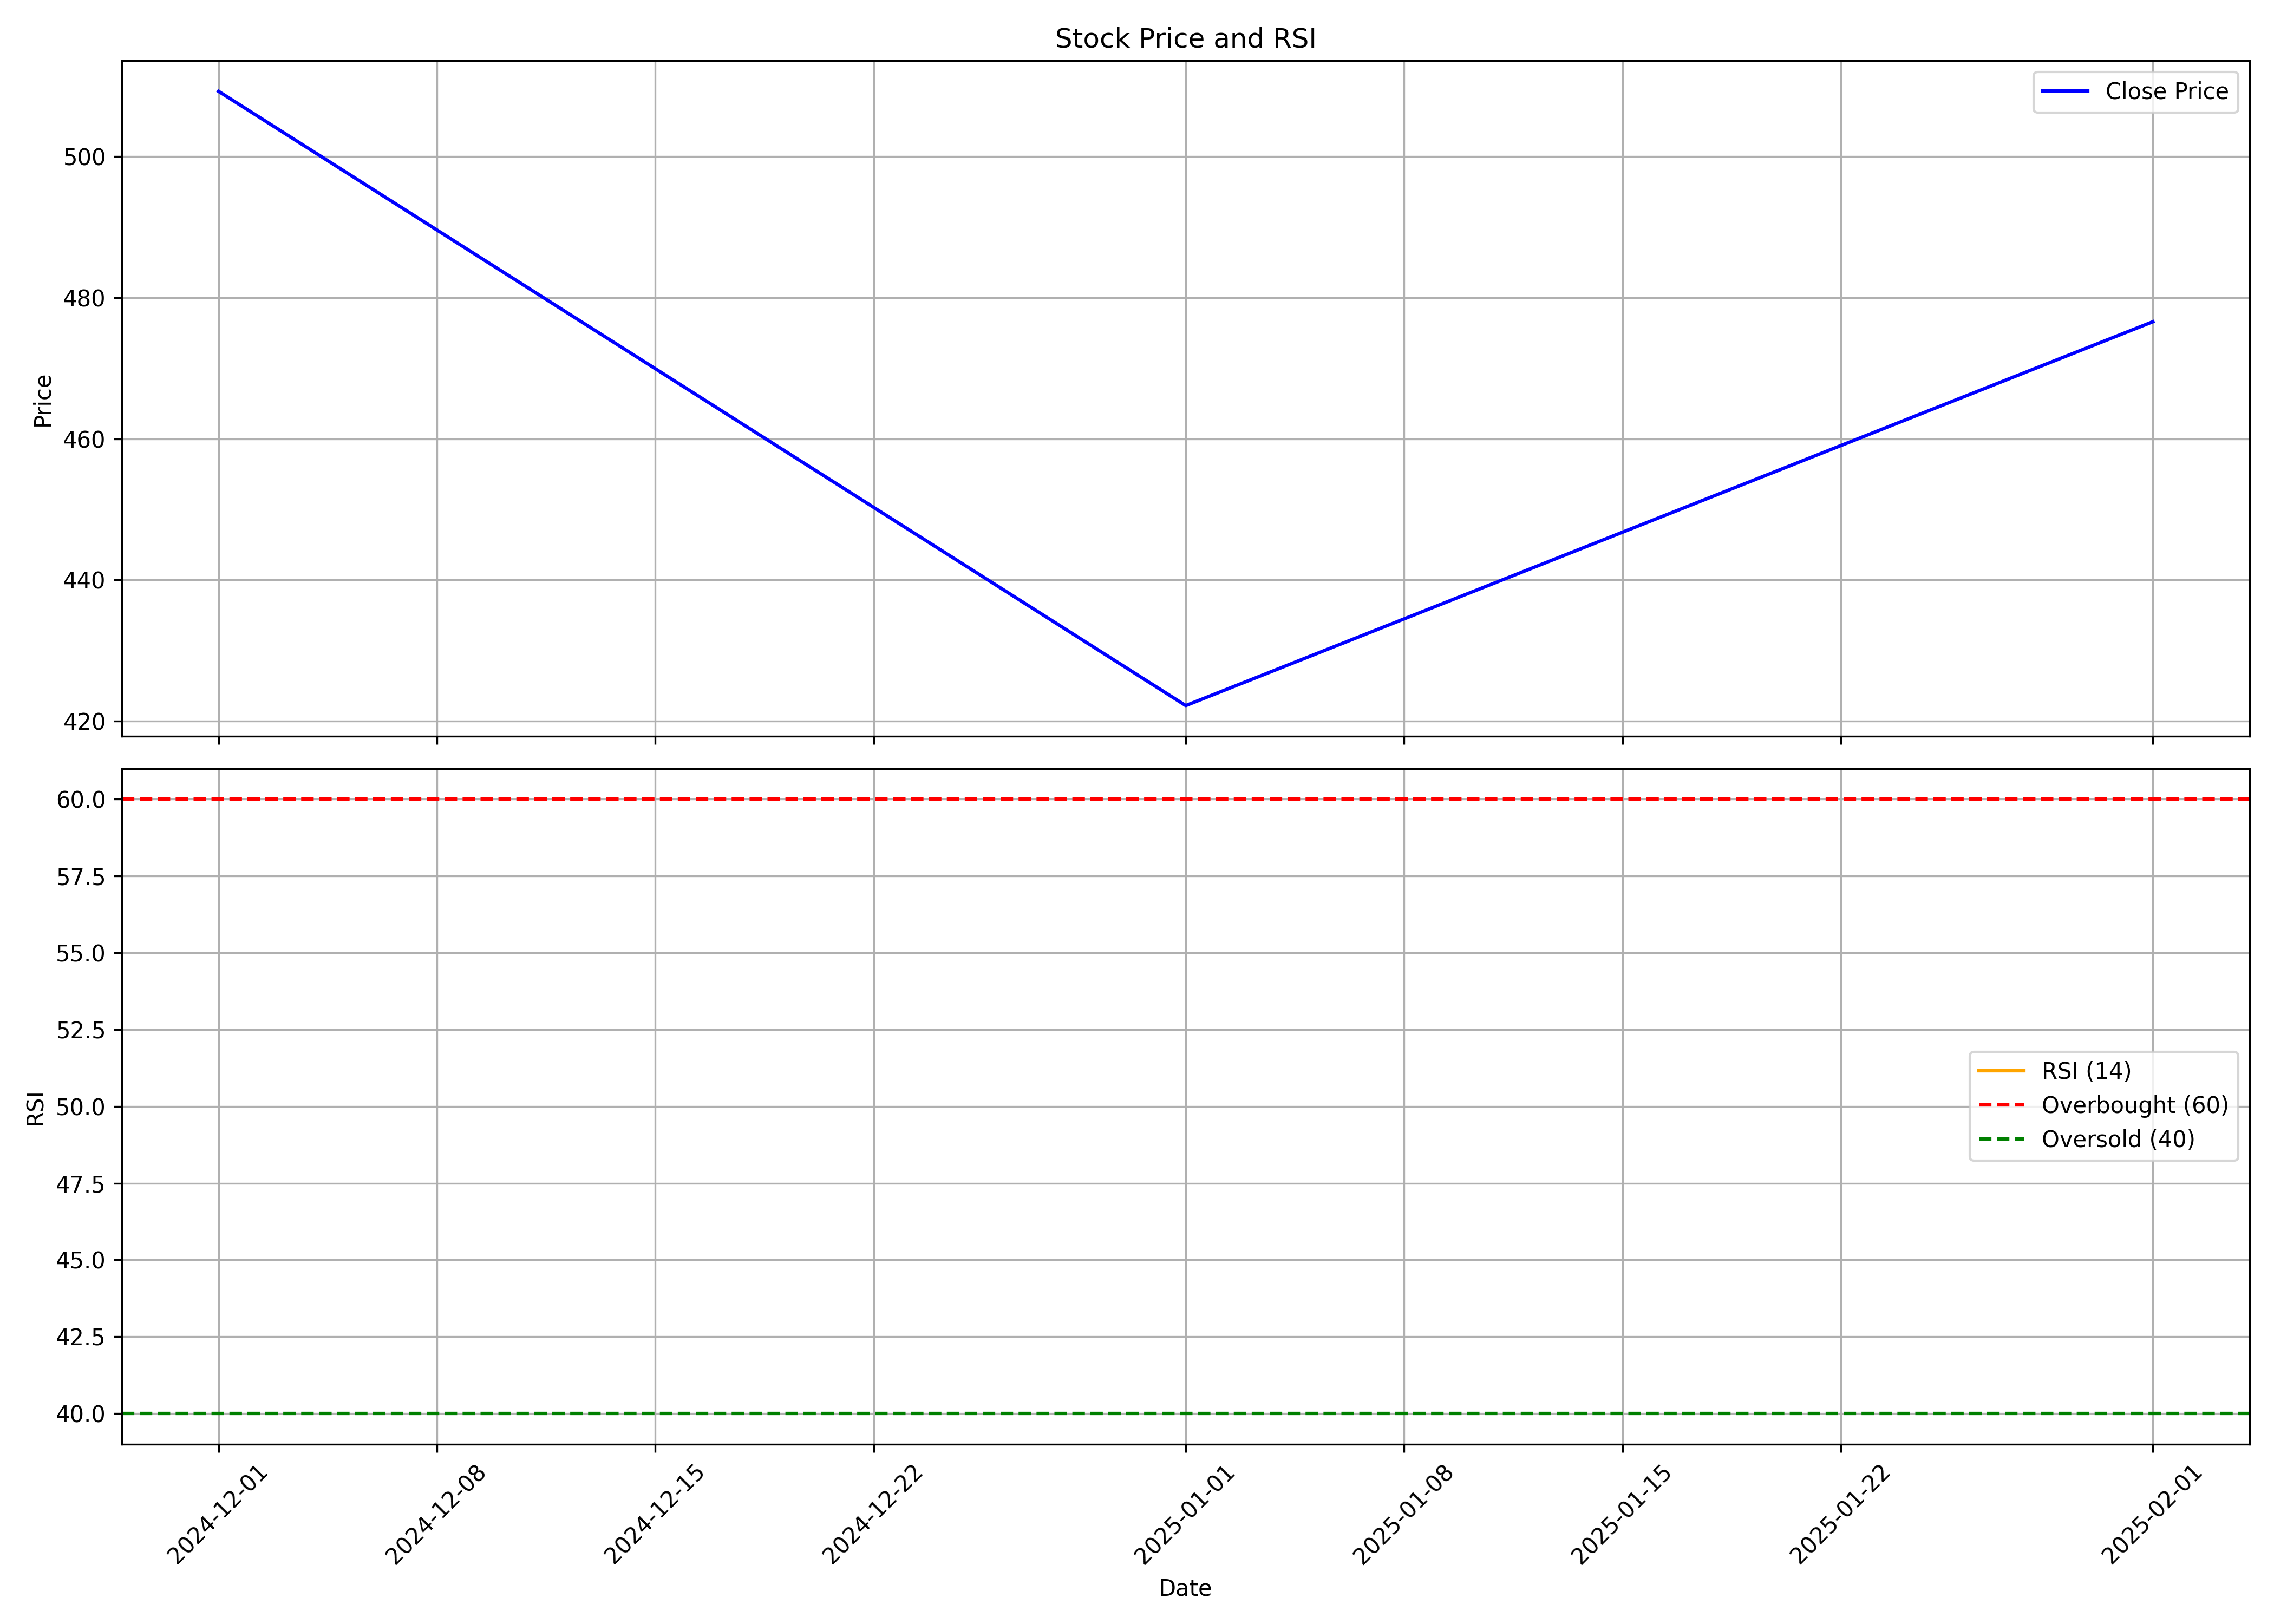 Stock Price and RSI
Close Price
Price
500
480
460
440
420
60.0
57.5
55.0
52.5
50.0
47.5
45.0
42.5
40.0
RSI
RSI (14)
Overbought (60)
Oversold (40)
2024-12-01
2024-12-08
2024-12-15
2024-12-22
2025-01-01
2025-01-08
2025-01-15
2025-01-22
2025-02-01
Date